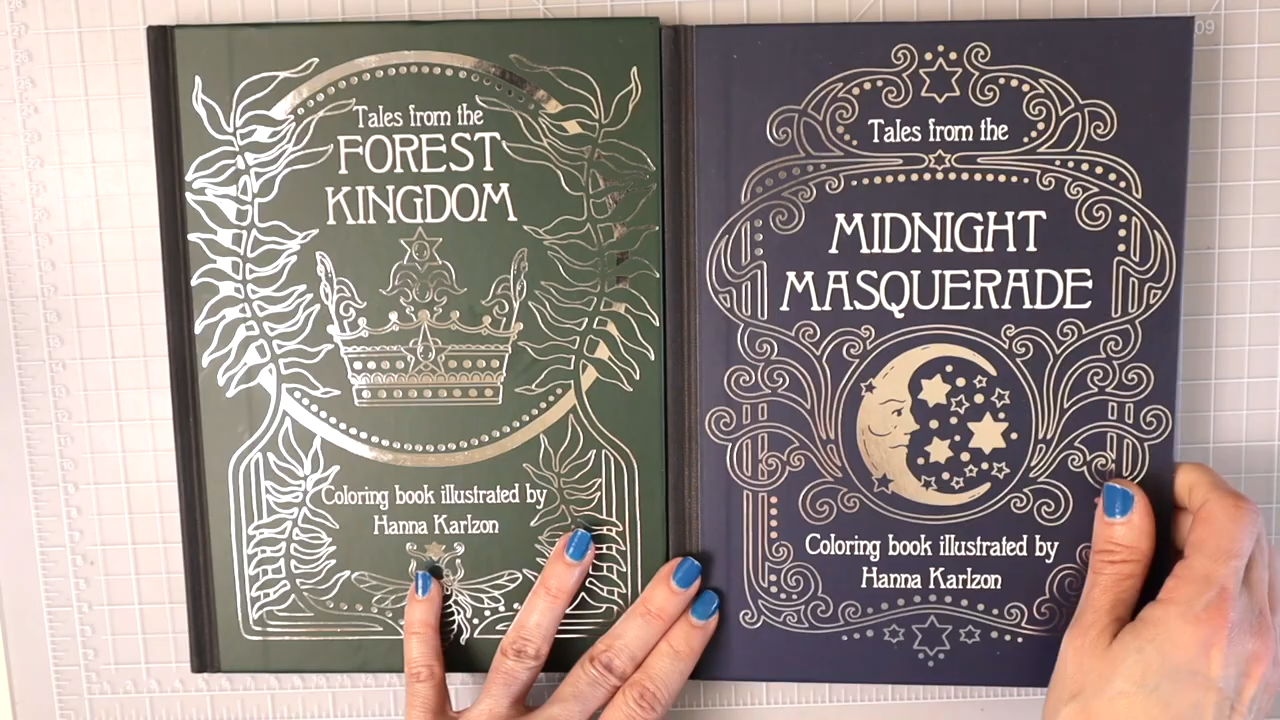 Tales from the
FOREST
KINGDOM
Coloring book illustrated by
Hanna Karlzon
Tales from the
MIDNIGHT
MASQUERADE
Coloring book illustrated by
Hanna Karlzon
09